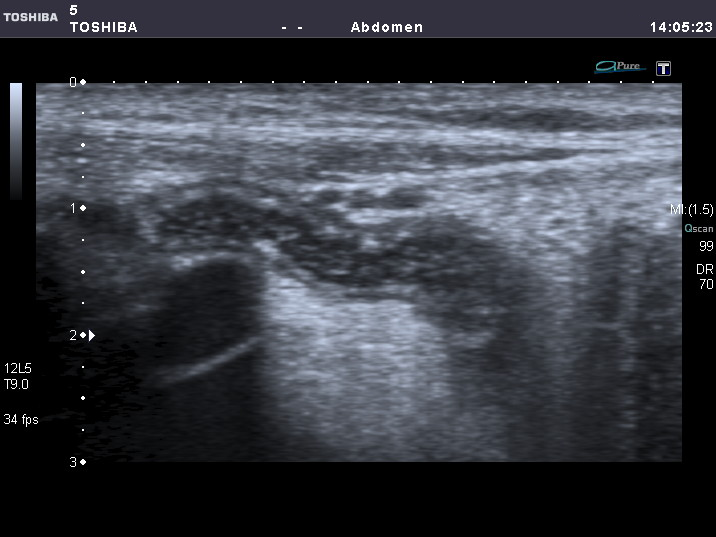 TOSHIBA
5
TOSHIBA - - Abdomen 14:05:23
aPure T
0
1
MI:(1.5)
Qscan
99
DR
70
2
12L5
T9.0
34 fps
3